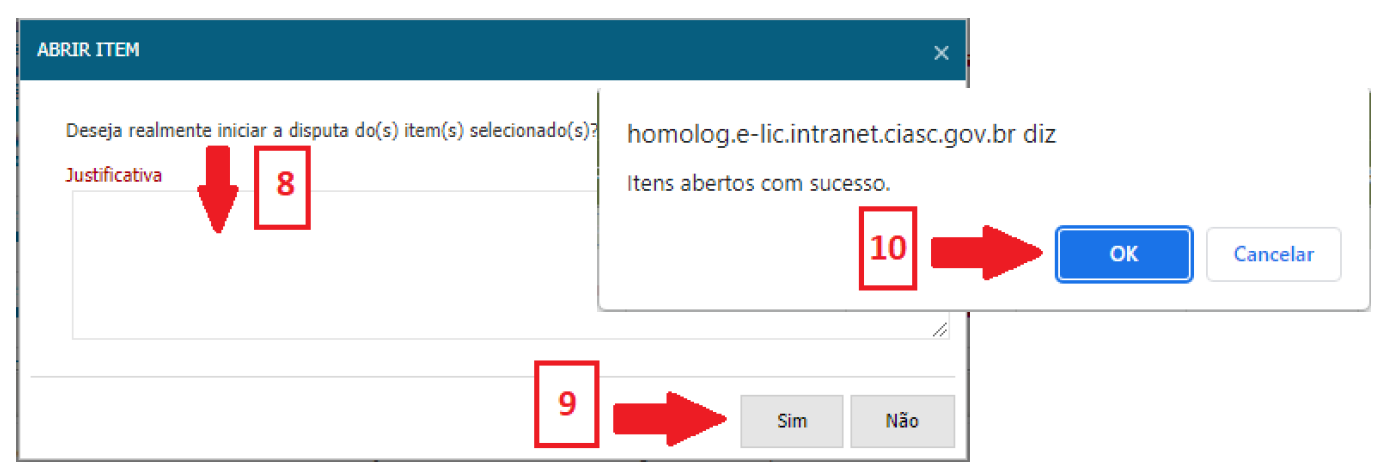 ABRIR ITEM
×
Deseja realmente iniciar a disputa do(s) item(s) selecionado(s)?
Justificativa
8
homolog.e-lic.intranet.ciasc.gov.br diz
Itens abertos com sucesso.
10
OK
Cancelar
9
Sim
Não